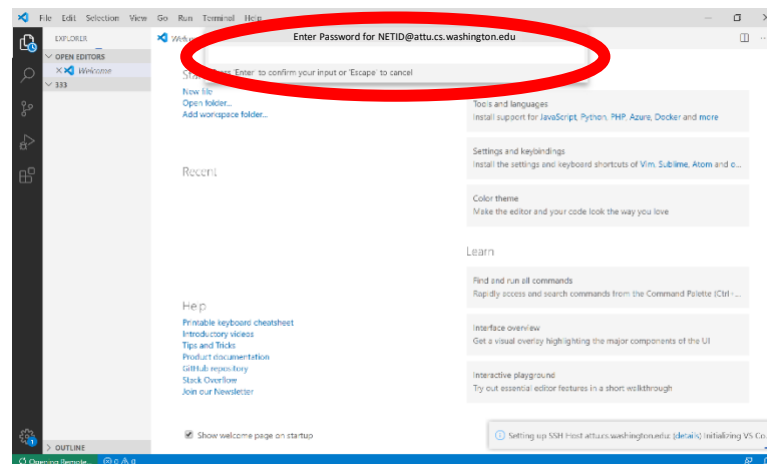 File Edit Selection View Go Run Terminal Help
Enter Password for NETID@attu.cs.washington.edu
'Enter' to confirm your input or 'Escape' to cancel
EXPLORER
OPEN EDITORS
Welcome
333
New file
Open folder...
Add workspace folder...
Recent
Help
Printable keyboard cheatsheet
Introductory videos
Tips and Tricks
Product documentation
GitHub repository
Stack Overflow
Join our Newsletter
Show welcome page on startup
Tools and languages
Install support for JavaScript, Python, PHP, Azure, Docker and more
Settings and keybindings
Install the settings and keyboard shortcuts of Vim, Sublime, Atom and o...
Color theme
Make the editor and your code look the way you love
Learn
Find and run all commands
Rapidly access and search commands from the Command Palette (Ctrl+...
Interface overview
Get a visual overlay highlighting the major components of the UI
Interactive playground
Try out essential editor features in a short walkthrough
Setting up SSH Host attu.cs.washington.edu: (details) Initializing VS Co
OUTLINE
Opening Remote... 0 0